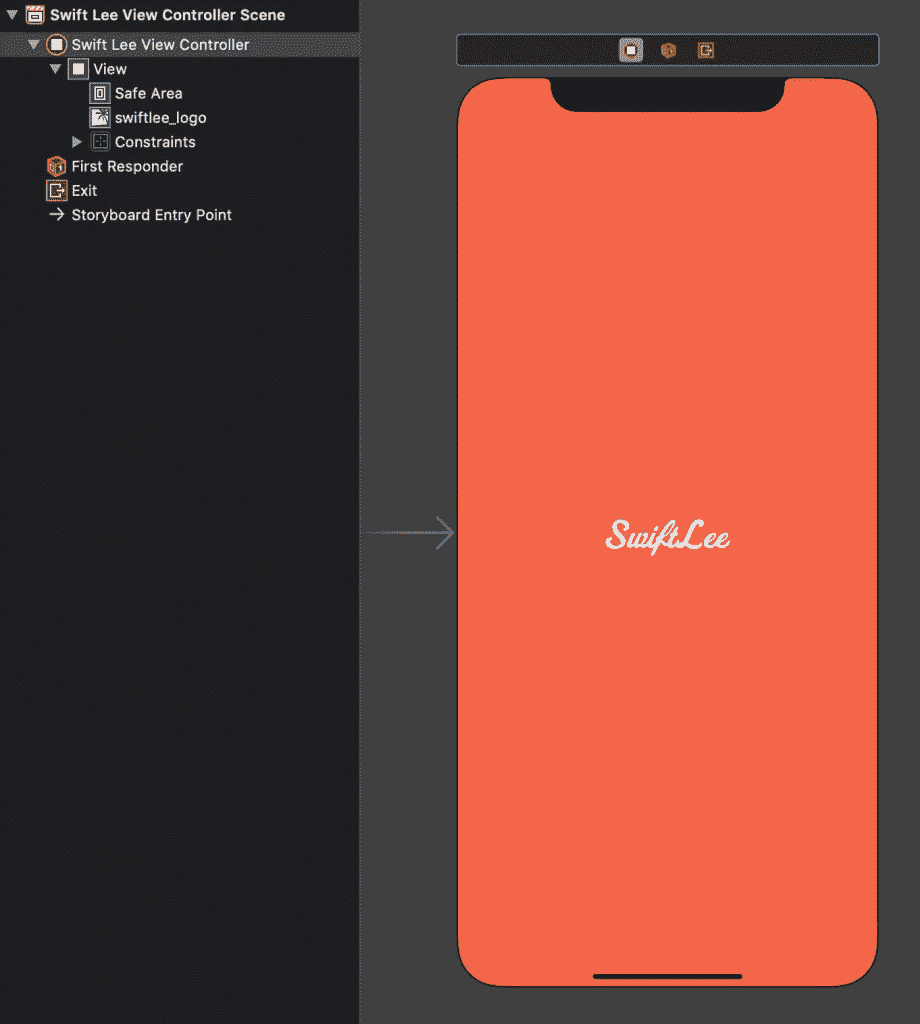 Swift Lee View Controller Scene
Swift Lee View Controller
View
Safe Area
swiftlee_logo
Constraints
First Responder
Exit
Storyboard Entry Point
SwiftLee